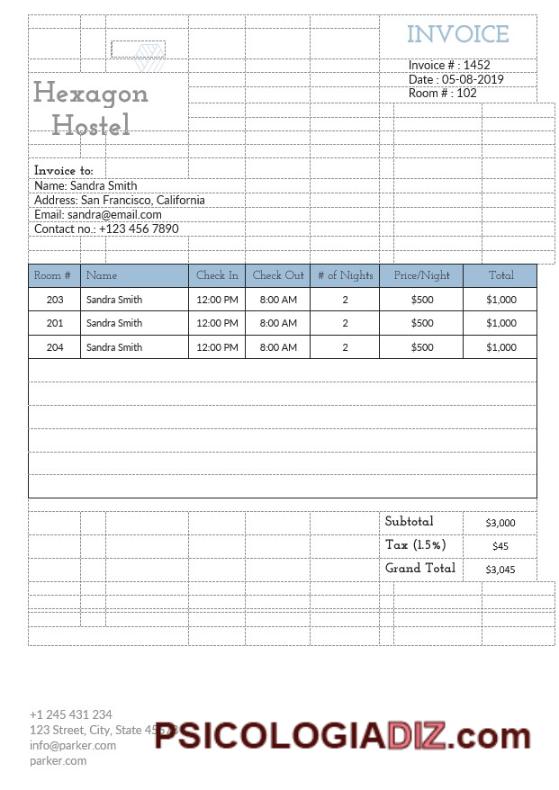 INVOICE
Invoice # : 1452
Date : 05-08-2019
Room # : 102
Hexagon
Hostel
Invoice to:
Name: Sandra Smith
Address: San Francisco, California
Email: sandra@email.com
Contact no.: +123 456 7890
Room # Name Check In Check Out # of Nights Price/Night Total
203 Sandra Smith 12:00 PM 8:00 AM 2 $500 $1,000
201 Sandra Smith 12:00 PM 8:00 AM 2 $500 $1,000
204 Sandra Smith 12:00 PM 8:00 AM 2 $500 $1,000
Subtotal $3,000
Tax (1.5%) $45
Grand Total $3,045
+1 245 431 234
123 Street, City, State
info@parker.com
parker.com
PSICOLOGIADIZ.com